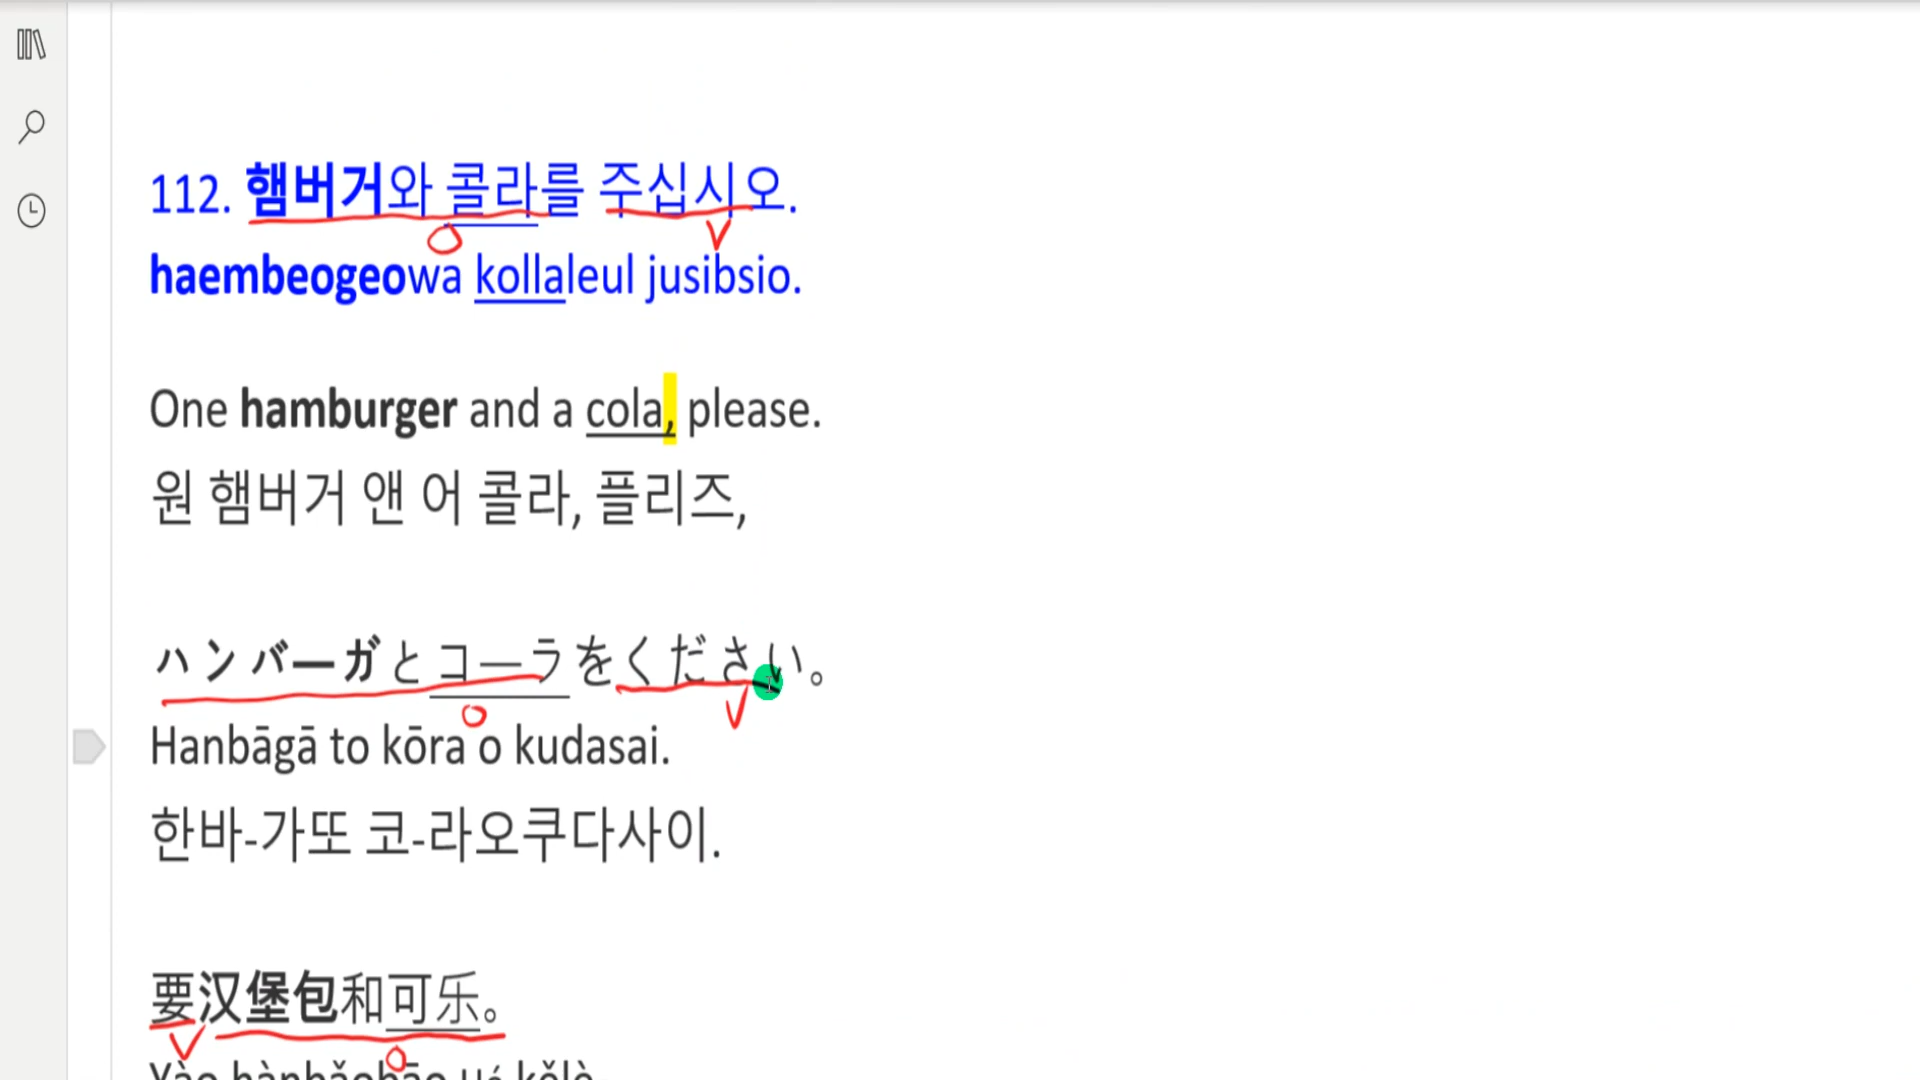 112. 햄버거와 콜라를 주십시오.
haembeogeowa kollaleul jusibsio.
One hamburger and a cola, please.
원 햄버거 앤 어 콜라, 플리즈,
ハンバーガとコーラをください。
Hanbāgā to kōra o kudasai.
한바-가또 코-라오쿠다사이.
要汉堡包和可乐。
Yào hànbǎobāo kělè